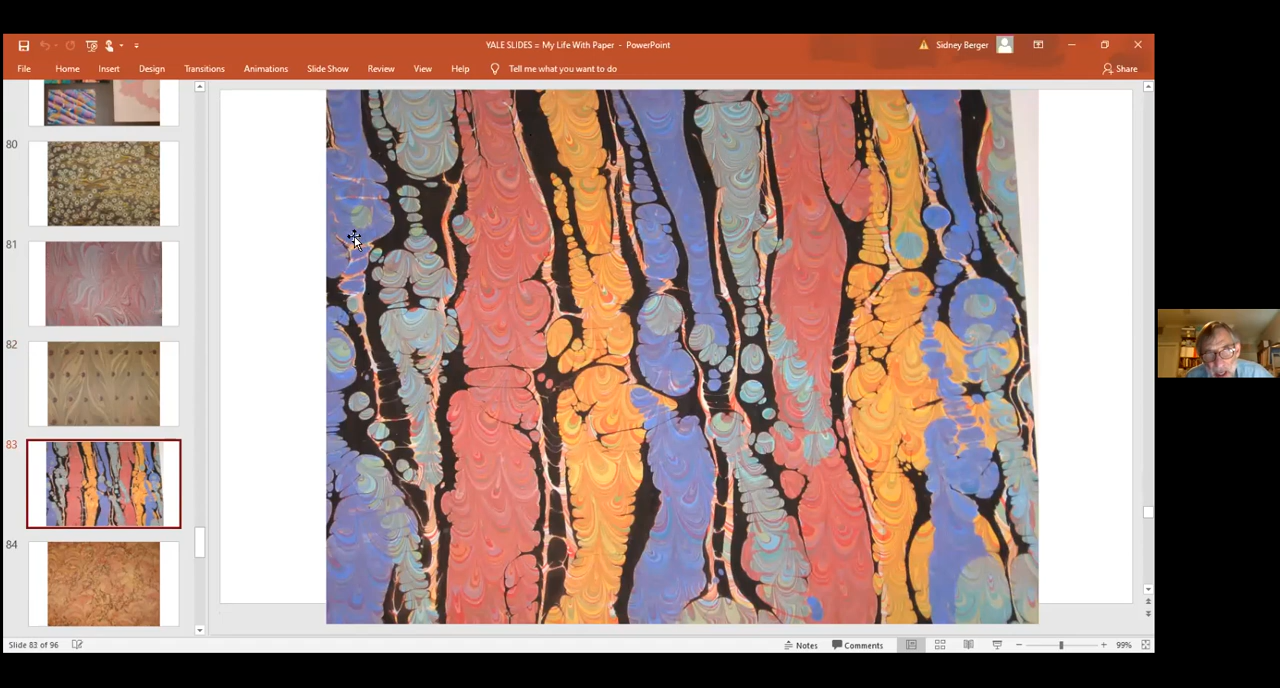 YALE SLIDES = My Life With Paper - PowerPoint
Sidney Berger
File Home Insert Design Transitions Animations Slide Show Review View Help Tell me what you want to do
Share
80
81
82
83
84
Slide 83 of 96
Notes
Comments
99%